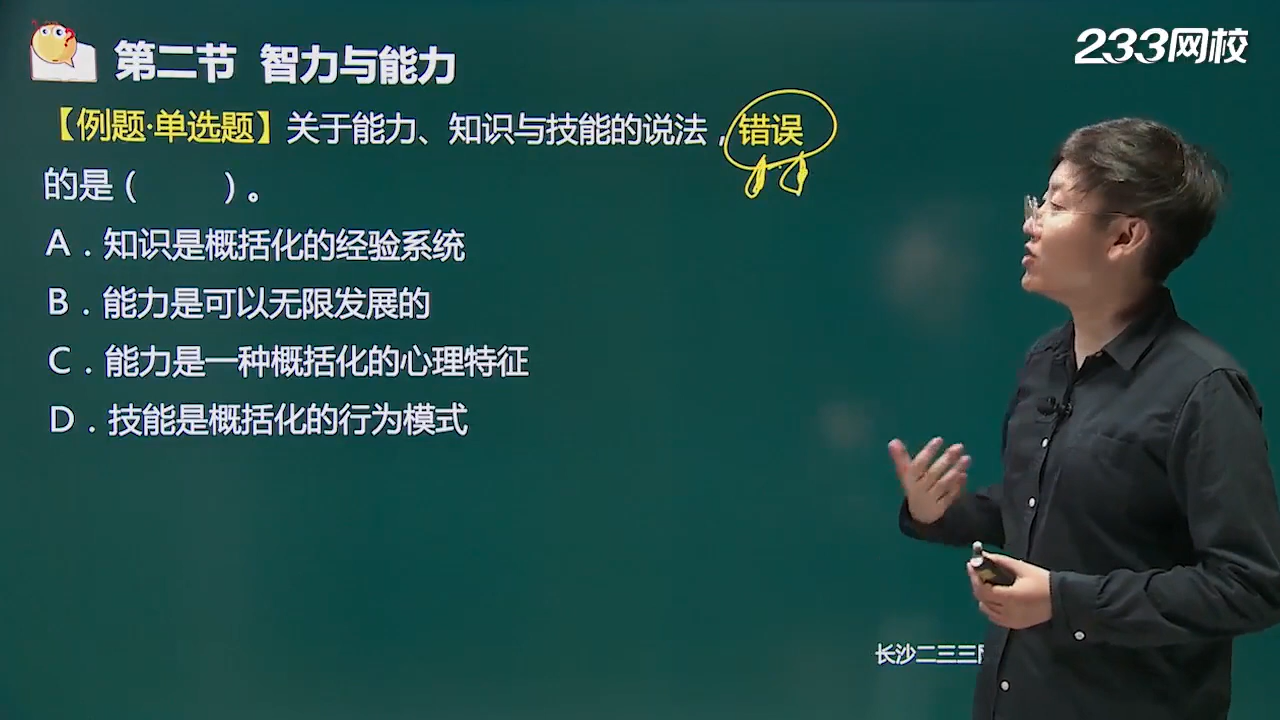 第二节 智力与能力
233网校
【例题·单选题】关于能力、知识与技能的说法，错误
的是（　　）。
A．知识是概括化的经验系统
B．能力是可以无限发展的
C．能力是一种概括化的心理特征
D．技能是概括化的行为模式
长沙二三三